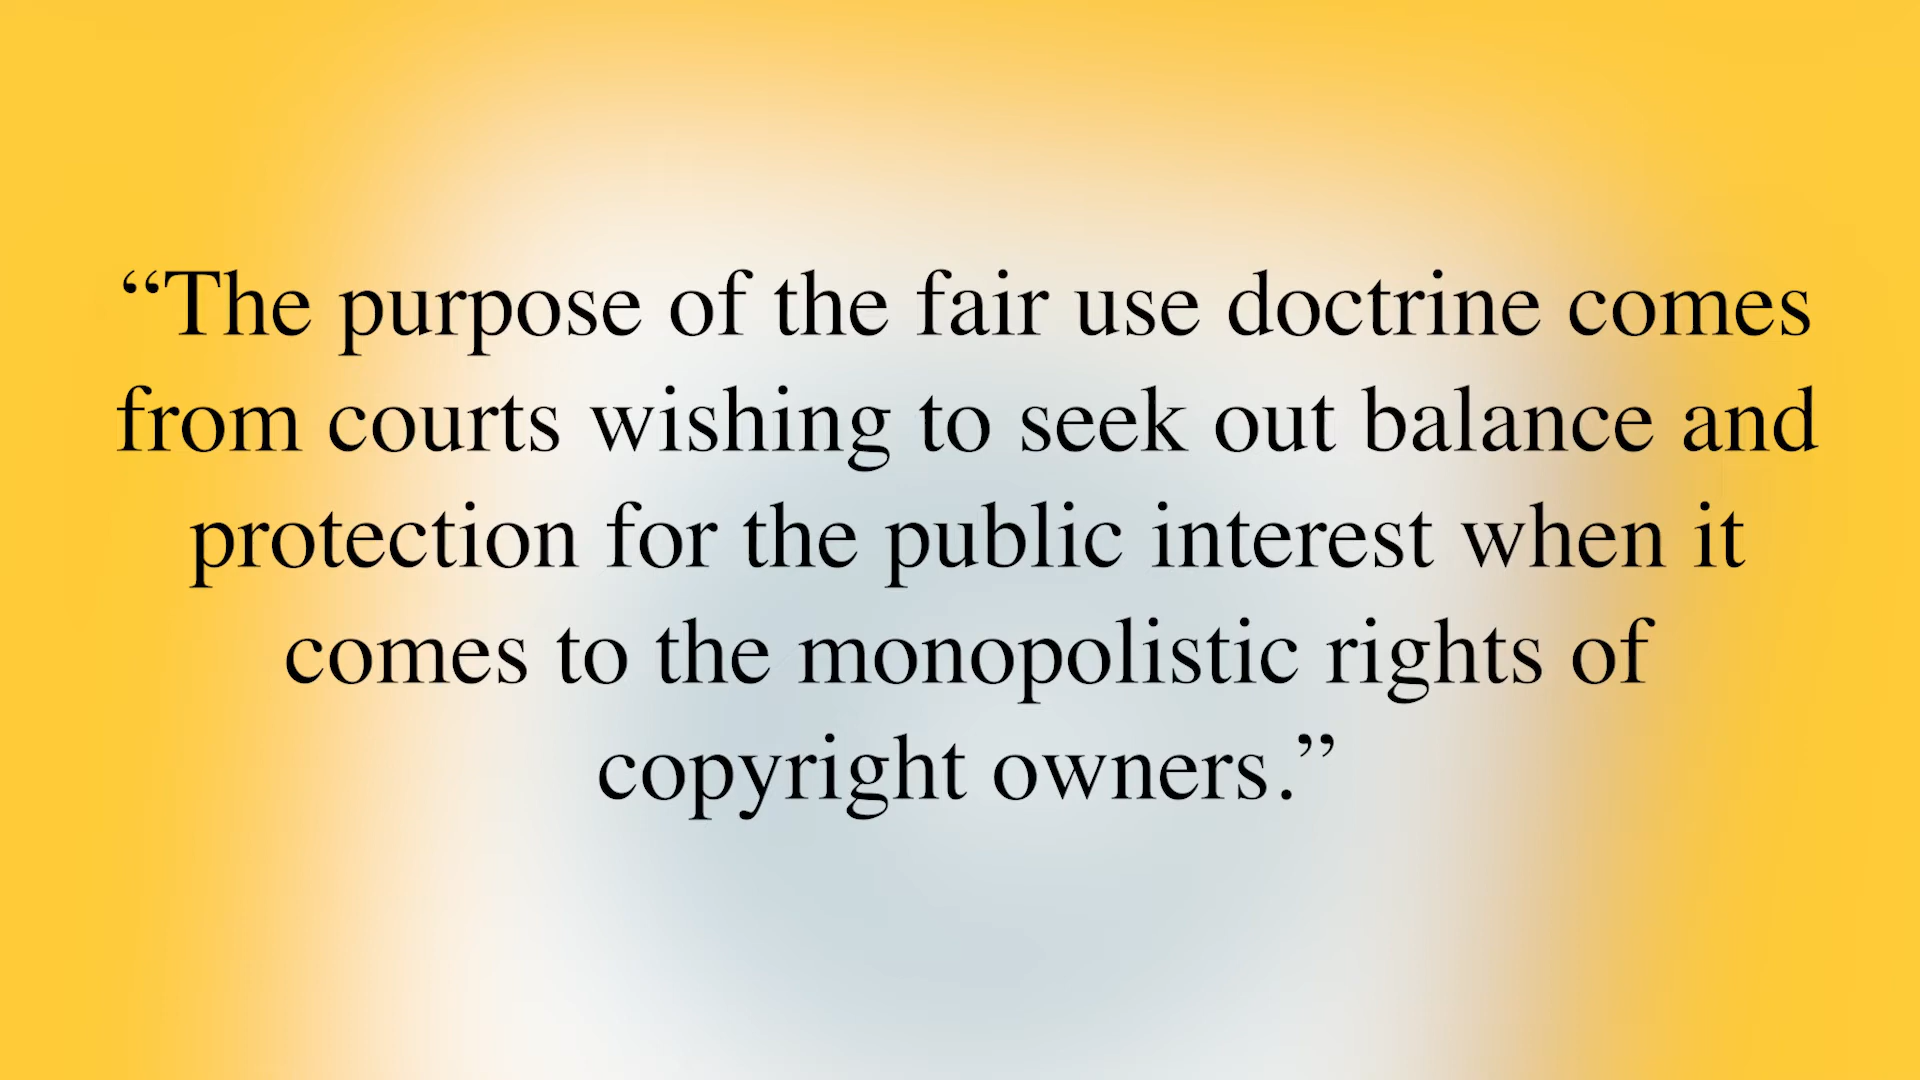 “The purpose of the fair use doctrine comes
from courts wishing to seek out balance and
protection for the public interest when it
comes to the monopolistic rights of
copyright owners.”